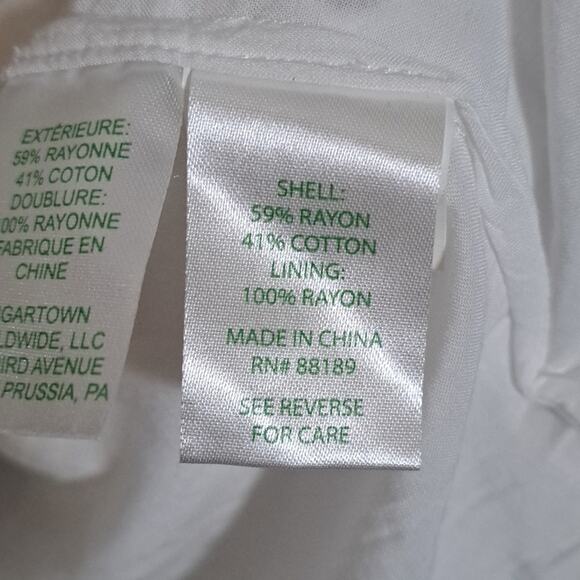 EXTÉRIEURE:
59% RAYONNE
41% COTON
DOUBLURE:
00% RAYONNE
FABRIQUE EN
CHINE
GARTOWN
LDWIDE, LLC
IRD AVENUE
PRUSSIA, PA
SHELL:
59% RAYON
41% COTTON
LINING:
100% RAYON
MADE IN CHINA
RN# 88189
SEE REVERSE
FOR CARE